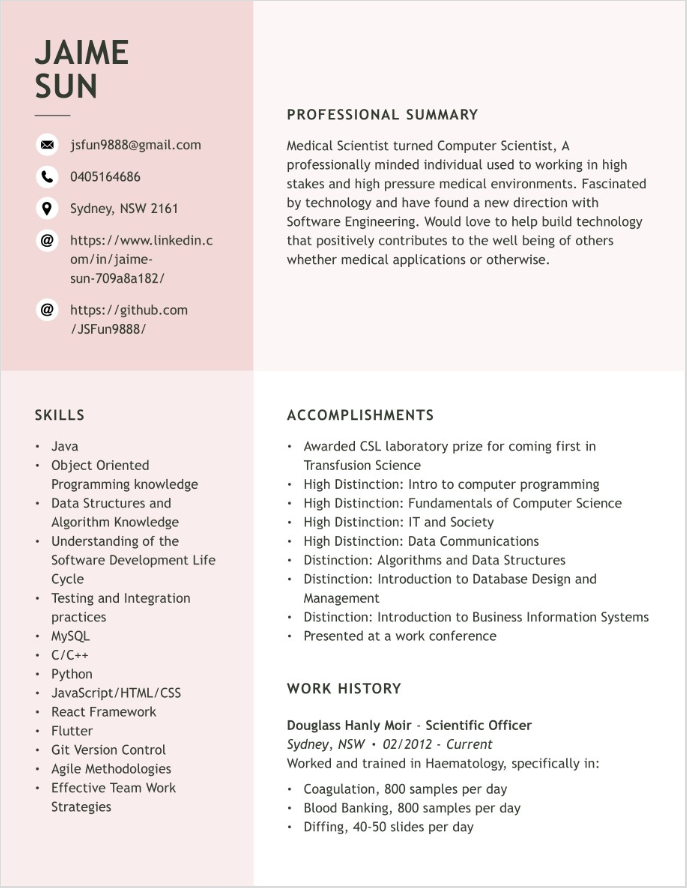 JAIME
SUN
jsfun9888@gmail.com
0405164686
Sydney, NSW 2161
@ https://www.linkedin.c
om/in/jaime-
sun-709a8a182/
@ https://github.com
/JSFun9888/
PROFESSIONAL SUMMARY
Medical Scientist turned Computer Scientist, A
professionally minded individual used to working in high
stakes and high pressure medical environments. Fascinated
by technology and have found a new direction with
Software Engineering. Would love to help build technology
that positively contributes to the well being of others
whether medical applications or otherwise.
SKILLS
• Java
• Object Oriented
Programming knowledge
• Data Structures and
Algorithm Knowledge
• Understanding of the
Software Development Life
Cycle
• Testing and Integration
practices
• MySQL
• C/C++
• Python
• JavaScript/HTML/CSS
• React Framework
• Flutter
• Git Version Control
• Agile Methodologies
• Effective Team Work
Strategies
ACCOMPLISHMENTS
• Awarded CSL laboratory prize for coming first in
Transfusion Science
• High Distinction: Intro to computer programming
• High Distinction: Fundamentals of Computer Science
• High Distinction: IT and Society
• High Distinction: Data Communications
• Distinction: Algorithms and Data Structures
• Distinction: Introduction to Database Design and
Management
• Distinction: Introduction to Business Information Systems
• Presented at a work conference
WORK HISTORY
Douglass Hanly Moir - Scientific Officer
Sydney, NSW • 02/2012 - Current
Worked and trained in Haematology, specifically in:
• Coagulation, 800 samples per day
• Blood Banking, 800 samples per day
• Diffing, 40-50 slides per day